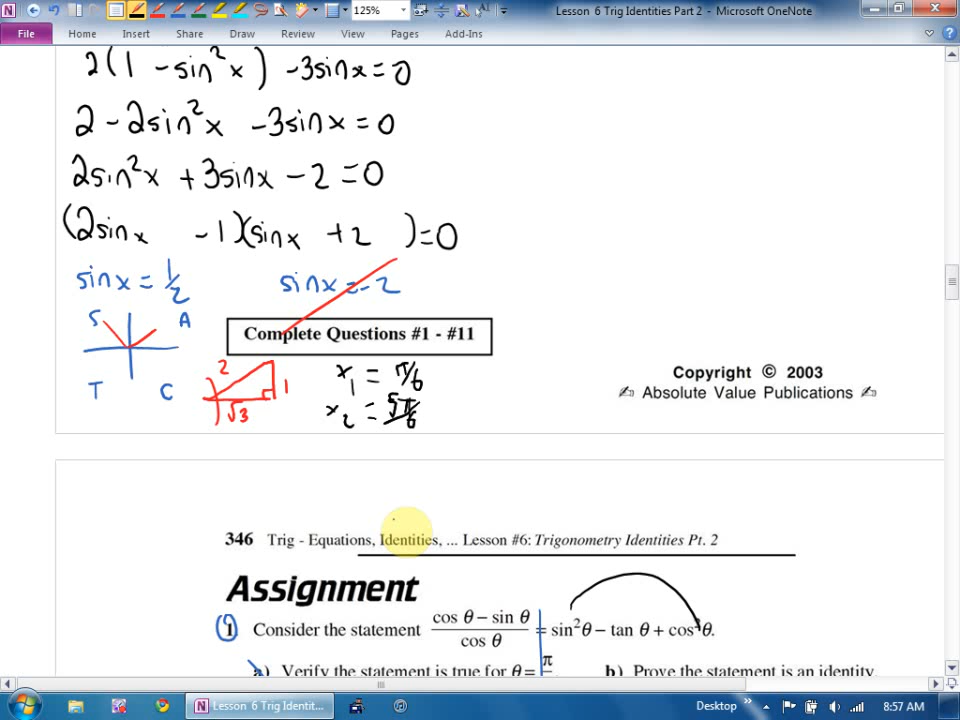 125%
Lesson 6 Trig Identities Part 2 - Microsoft OneNote
File Home Insert Share Draw Review View Pages Add-Ins
2(1 - sin²x) - 3sinx = 0
2 - 2sin²x - 3sinx = 0
2sin²x + 3sinx - 2 = 0
(2sinx - 1)(sinx + 2) = 0
sinx = 1/2 sinx = -2
S A
Complete Questions #1 - #11
T C
2 1 √3
x₁ = π/6
x₂ = 5π/6
Copyright © 2003
✍ Absolute Value Publications ✍
346 Trig - Equations, Identities, ... Lesson #6: Trigonometry Identities Pt. 2
Assignment
1. Consider the statement (cos θ – sin θ)/(cos θ) = sin²θ – tan θ + cos²θ.
a) Verify the statement is true for θ = π b) Prove the statement is an identity.
Lesson 6 Trig Identit...
Desktop »
8:57 AM